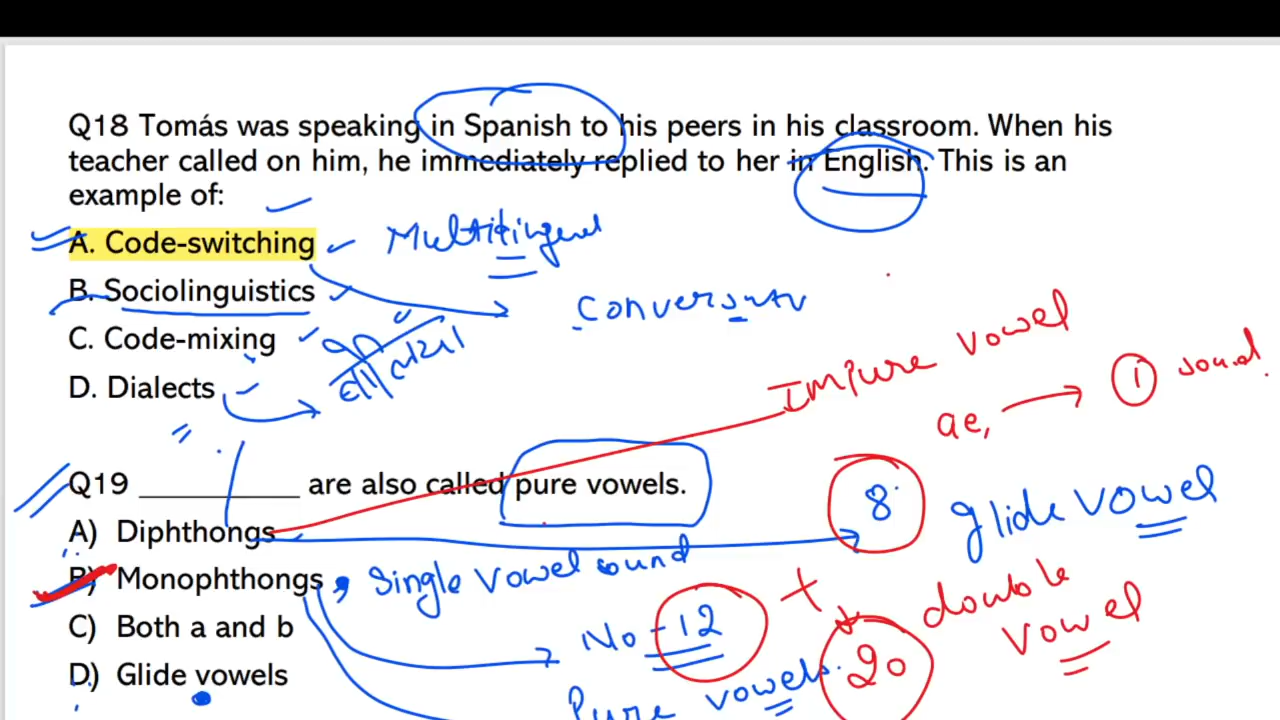 Q18 Tomás was speaking in Spanish to his peers in his classroom. When his
teacher called on him, he immediately replied to her in English. This is an
example of:
A. Code-switching
Multilingual
B. Sociolinguistics
C. Code-mixing
D. Dialects
Impure vowel
ae, → 1 sound
Q19 __________ are also called pure vowels.
A) Diphthongs
8 glide vowel
B) Monophthongs
Single vowel sound
C) Both a and b
No - 12 + double
vowel
20
D) Glide vowels
Pure vowels.